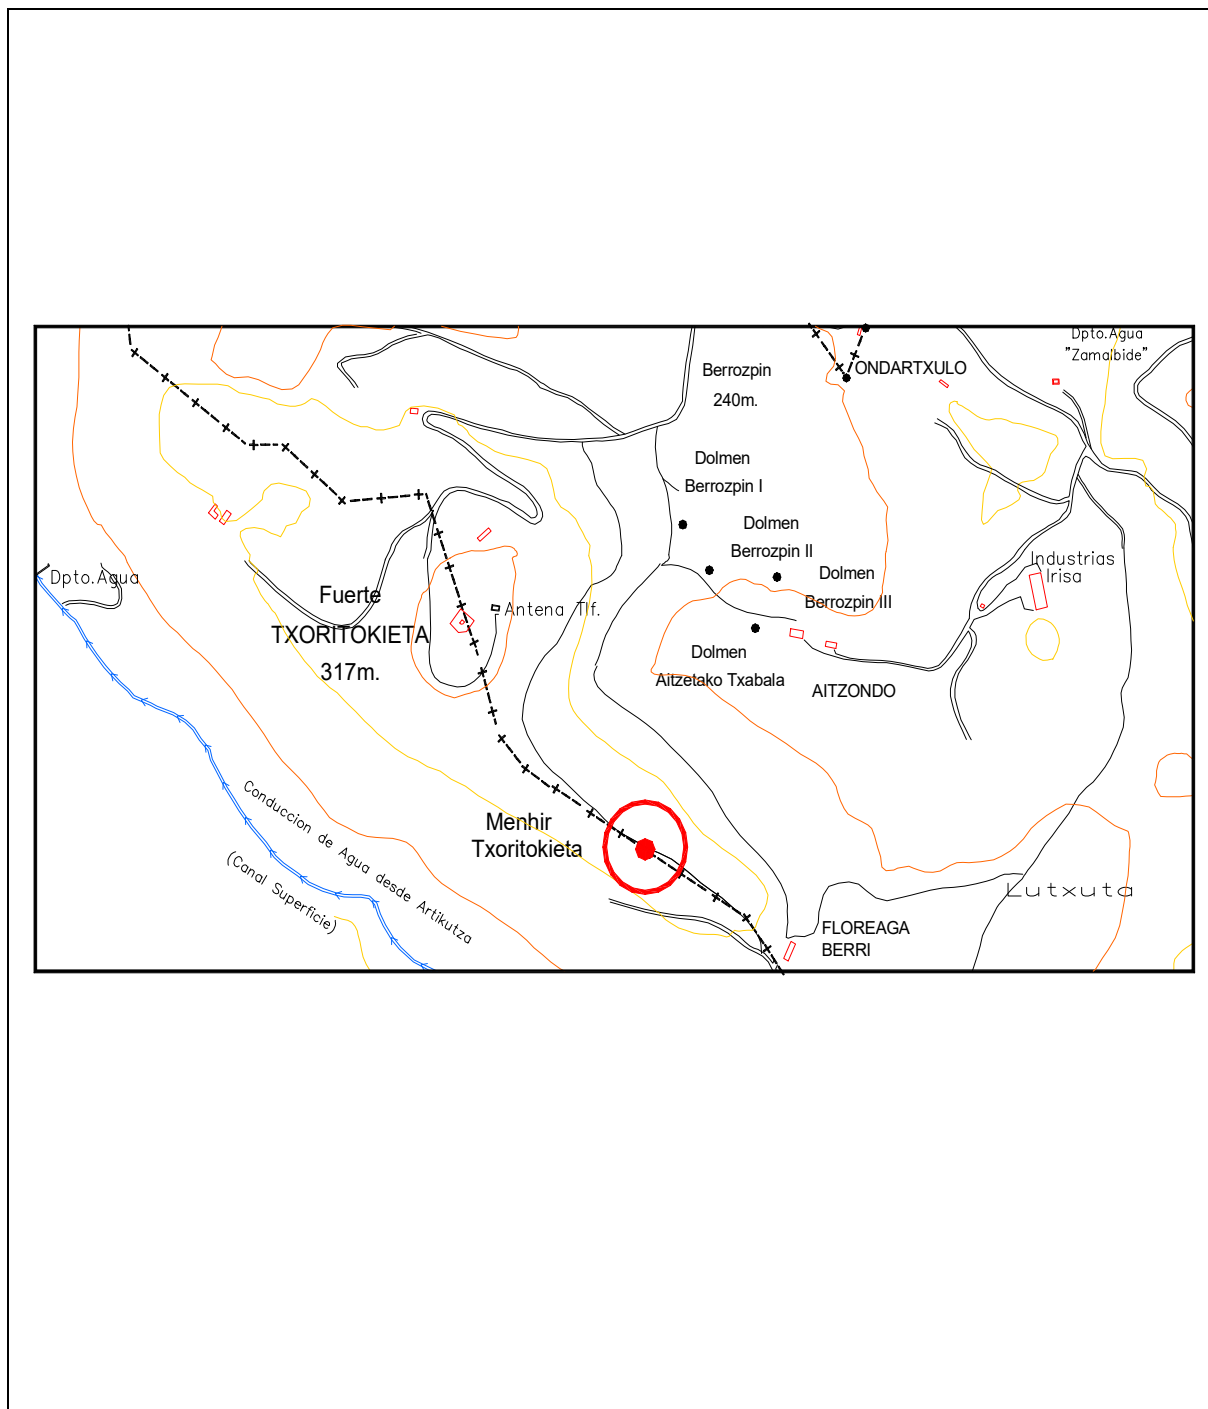 Dpto.Agua
"Zamalbide"
Berrozpin
240m.
ONDARTXULO
Dolmen
Berrozpin I
Dolmen
Berrozpin II
Dolmen
Berrozpin III
Industrias
Irisa
Dpto.Agua
Fuerte
TXORITOKIETA
317m.
Antena Tlf.
Dolmen
Aitzetako Txabala
AITZONDO
Menhir
Txoritokieta
Conduccion de Agua desde Artikutza
(Canal Superficie)
Lutxuta
FLOREAGA
BERRI